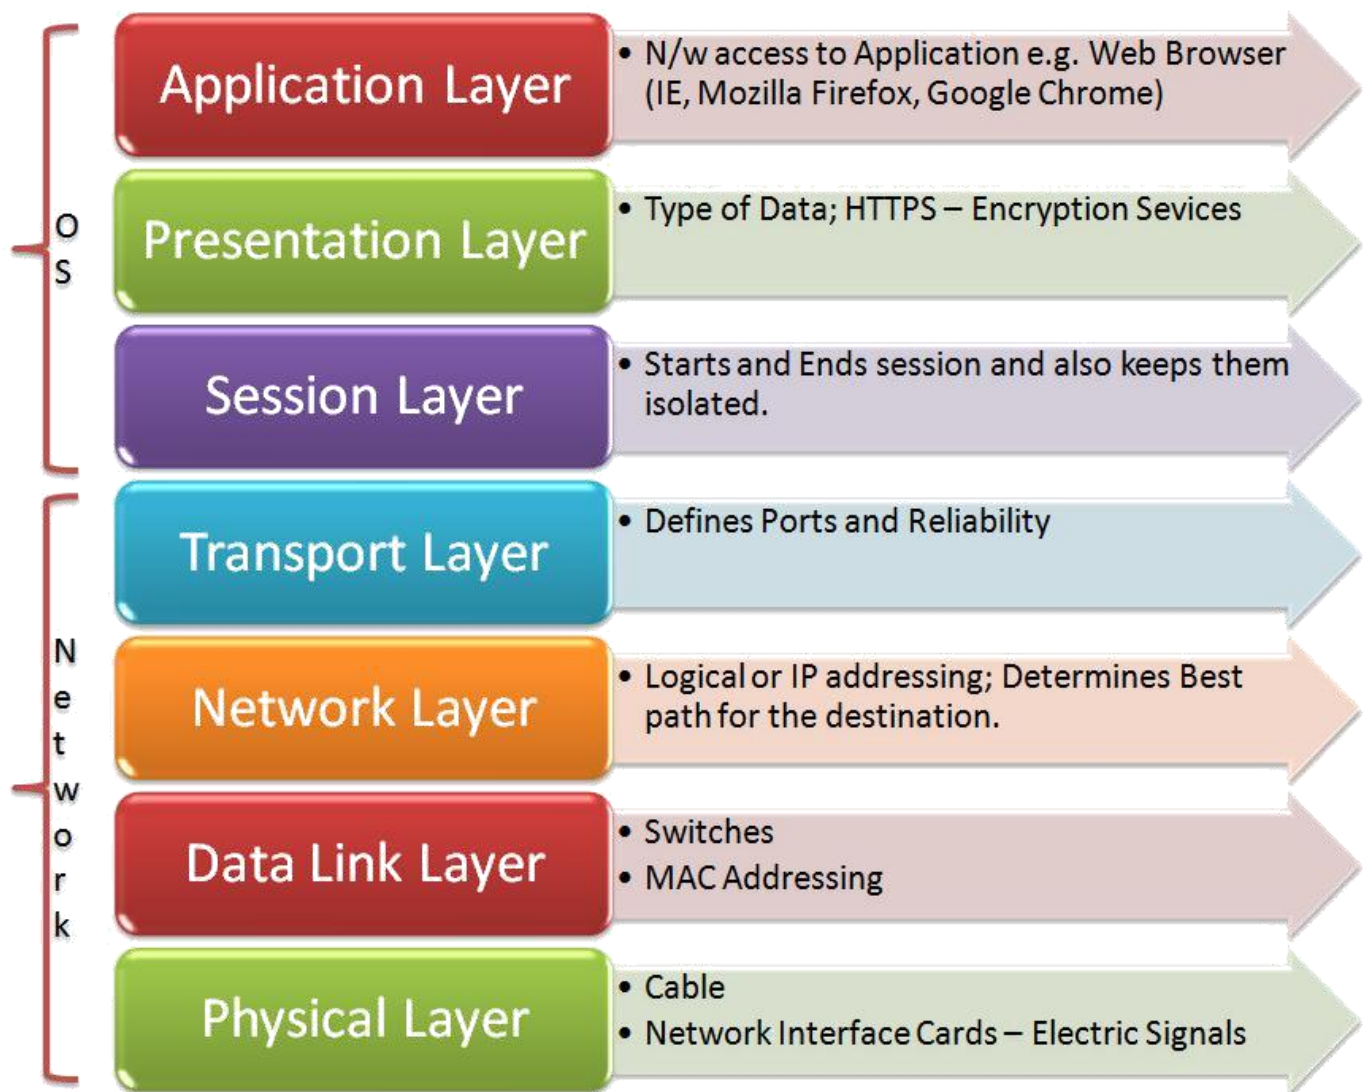 OS
Application Layer
• N/w access to Application e.g. Web Browser
(IE, Mozilla Firefox, Google Chrome)
Presentation Layer
• Type of Data; HTTPS – Encryption Sevices
Session Layer
• Starts and Ends session and also keeps them
isolated.
Network
Transport Layer
• Defines Ports and Reliability
Network Layer
• Logical or IP addressing; Determines Best
path for the destination.
Data Link Layer
• Switches
• MAC Addressing
Physical Layer
• Cable
• Network Interface Cards – Electric Signals